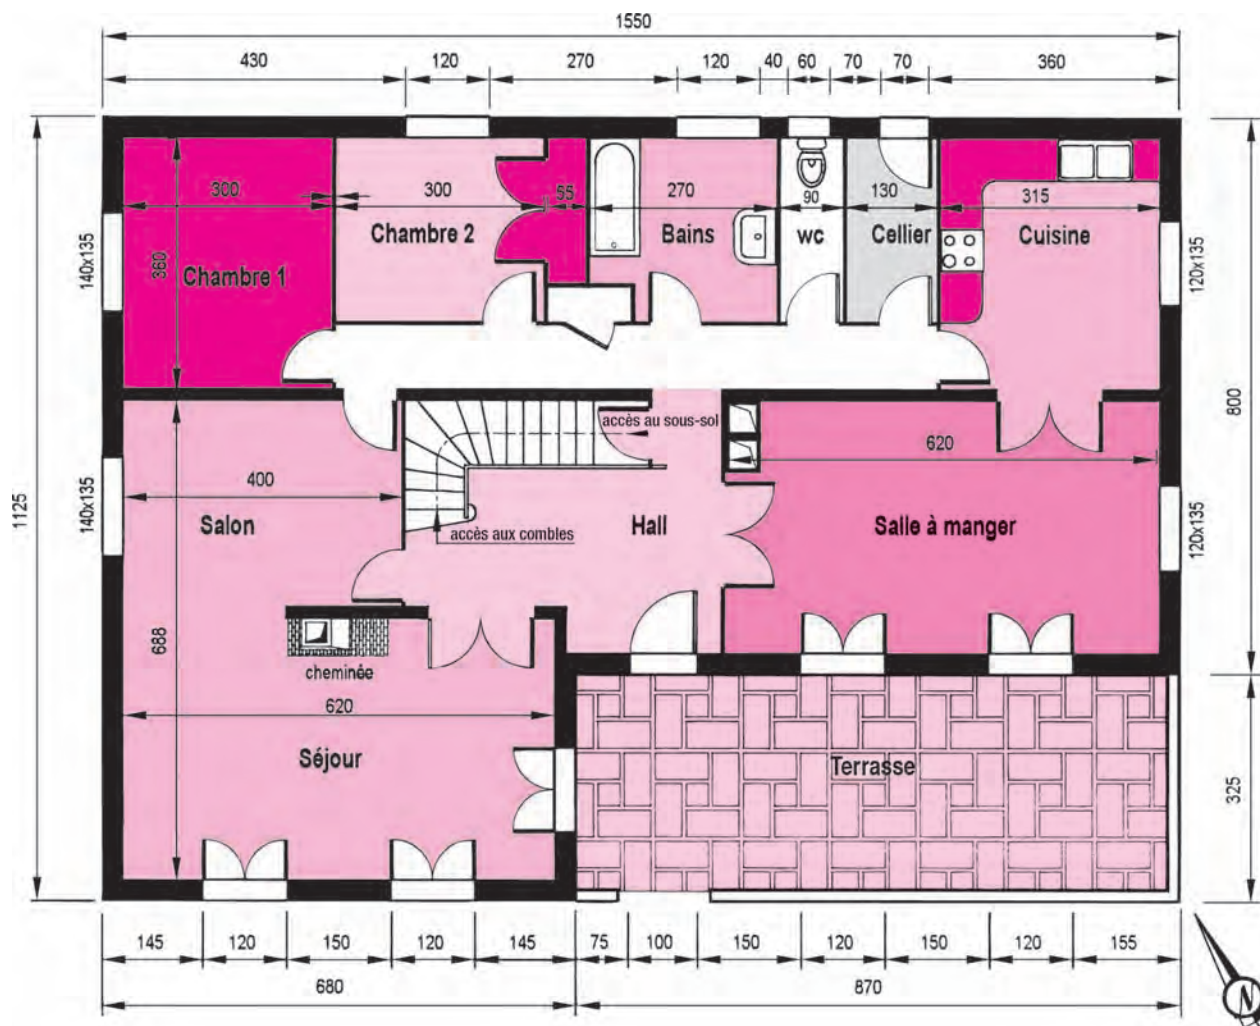 1550
430 120 270 120 40 60 70 70 360
300 300 55 270 90 130 315
Chambre 2 Bains wc Cellier Cuisine
140x135 360 Chambre 1 120x135
accès au sous-sol
1125 800
620
400
140x135 Salon Hall Salle à manger 120x135
accès aux combles
688
cheminée
620
Séjour Terrasse 325
145 120 150 120 145 75 100 150 120 150 120 155
680 870
N